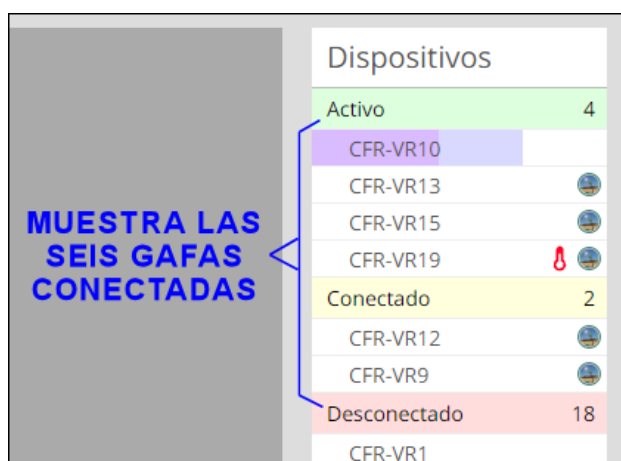 Dispositivos
Activo 4
CFR-VR10
CFR-VR13
CFR-VR15
CFR-VR19
Conectado 2
CFR-VR12
CFR-VR9
Desconectado 18
CFR-VR1
MUESTRA LAS
SEIS GAFAS
CONECTADAS